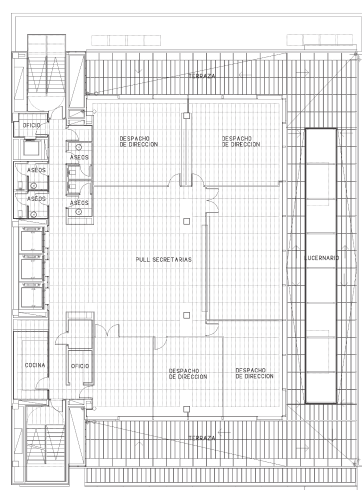 TERRAZA
OFICIO
DESPACHO
DE DIRECCION
DESPACHO
DE DIRECCION
ASEOS
ASEOS
ASEOS
ASEOS
PULL SECRETARIAS
LUCERNARIO
COCINA
OFICIO
DESPACHO
DE DIRECCION
DESPACHO
DE DIRECCION
TERRAZA